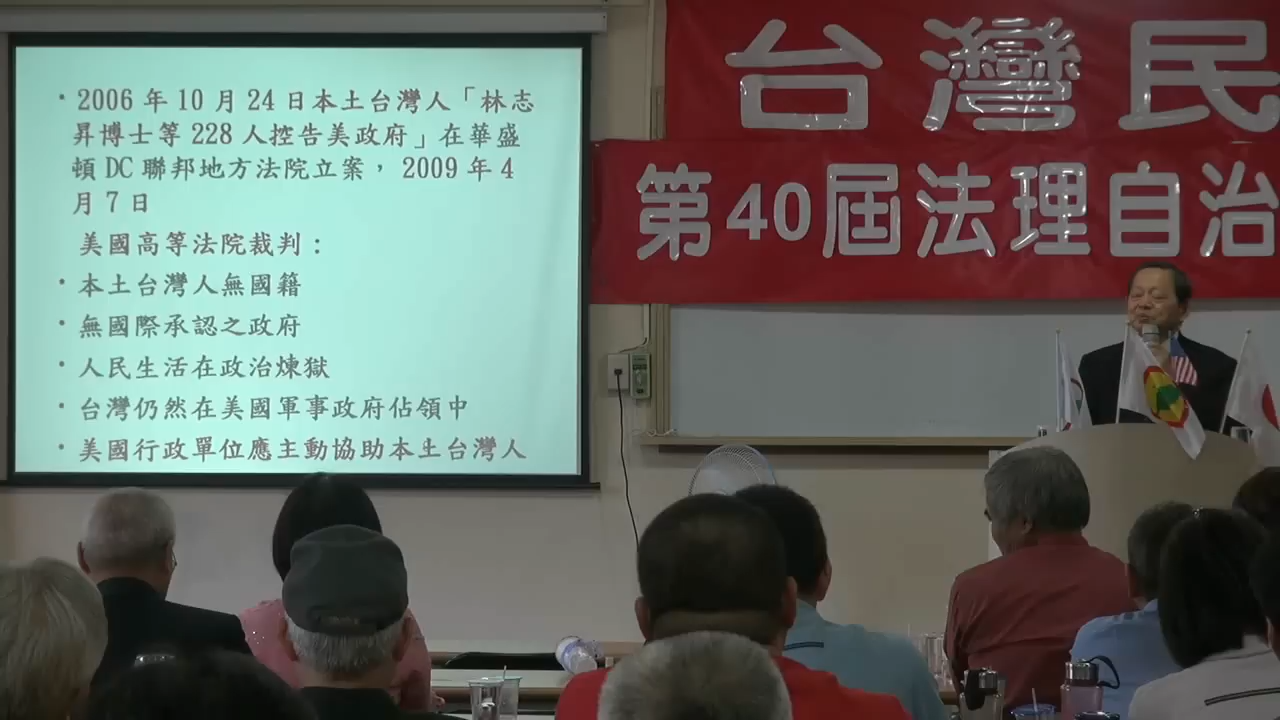 • 2006 年 10 月 24 日本土台灣人「林志
昇博士等 228 人控告美政府」在華盛
頓 DC 聯邦地方法院立案， 2009 年 4
月 7 日
美國高等法院裁判：
• 本土台灣人無國籍
• 無國際承認之政府
• 人民生活在政治煉獄
• 台灣仍然在美國軍事政府佔領中
• 美國行政單位應主動協助本土台灣人
台灣民
第40屆法理自治